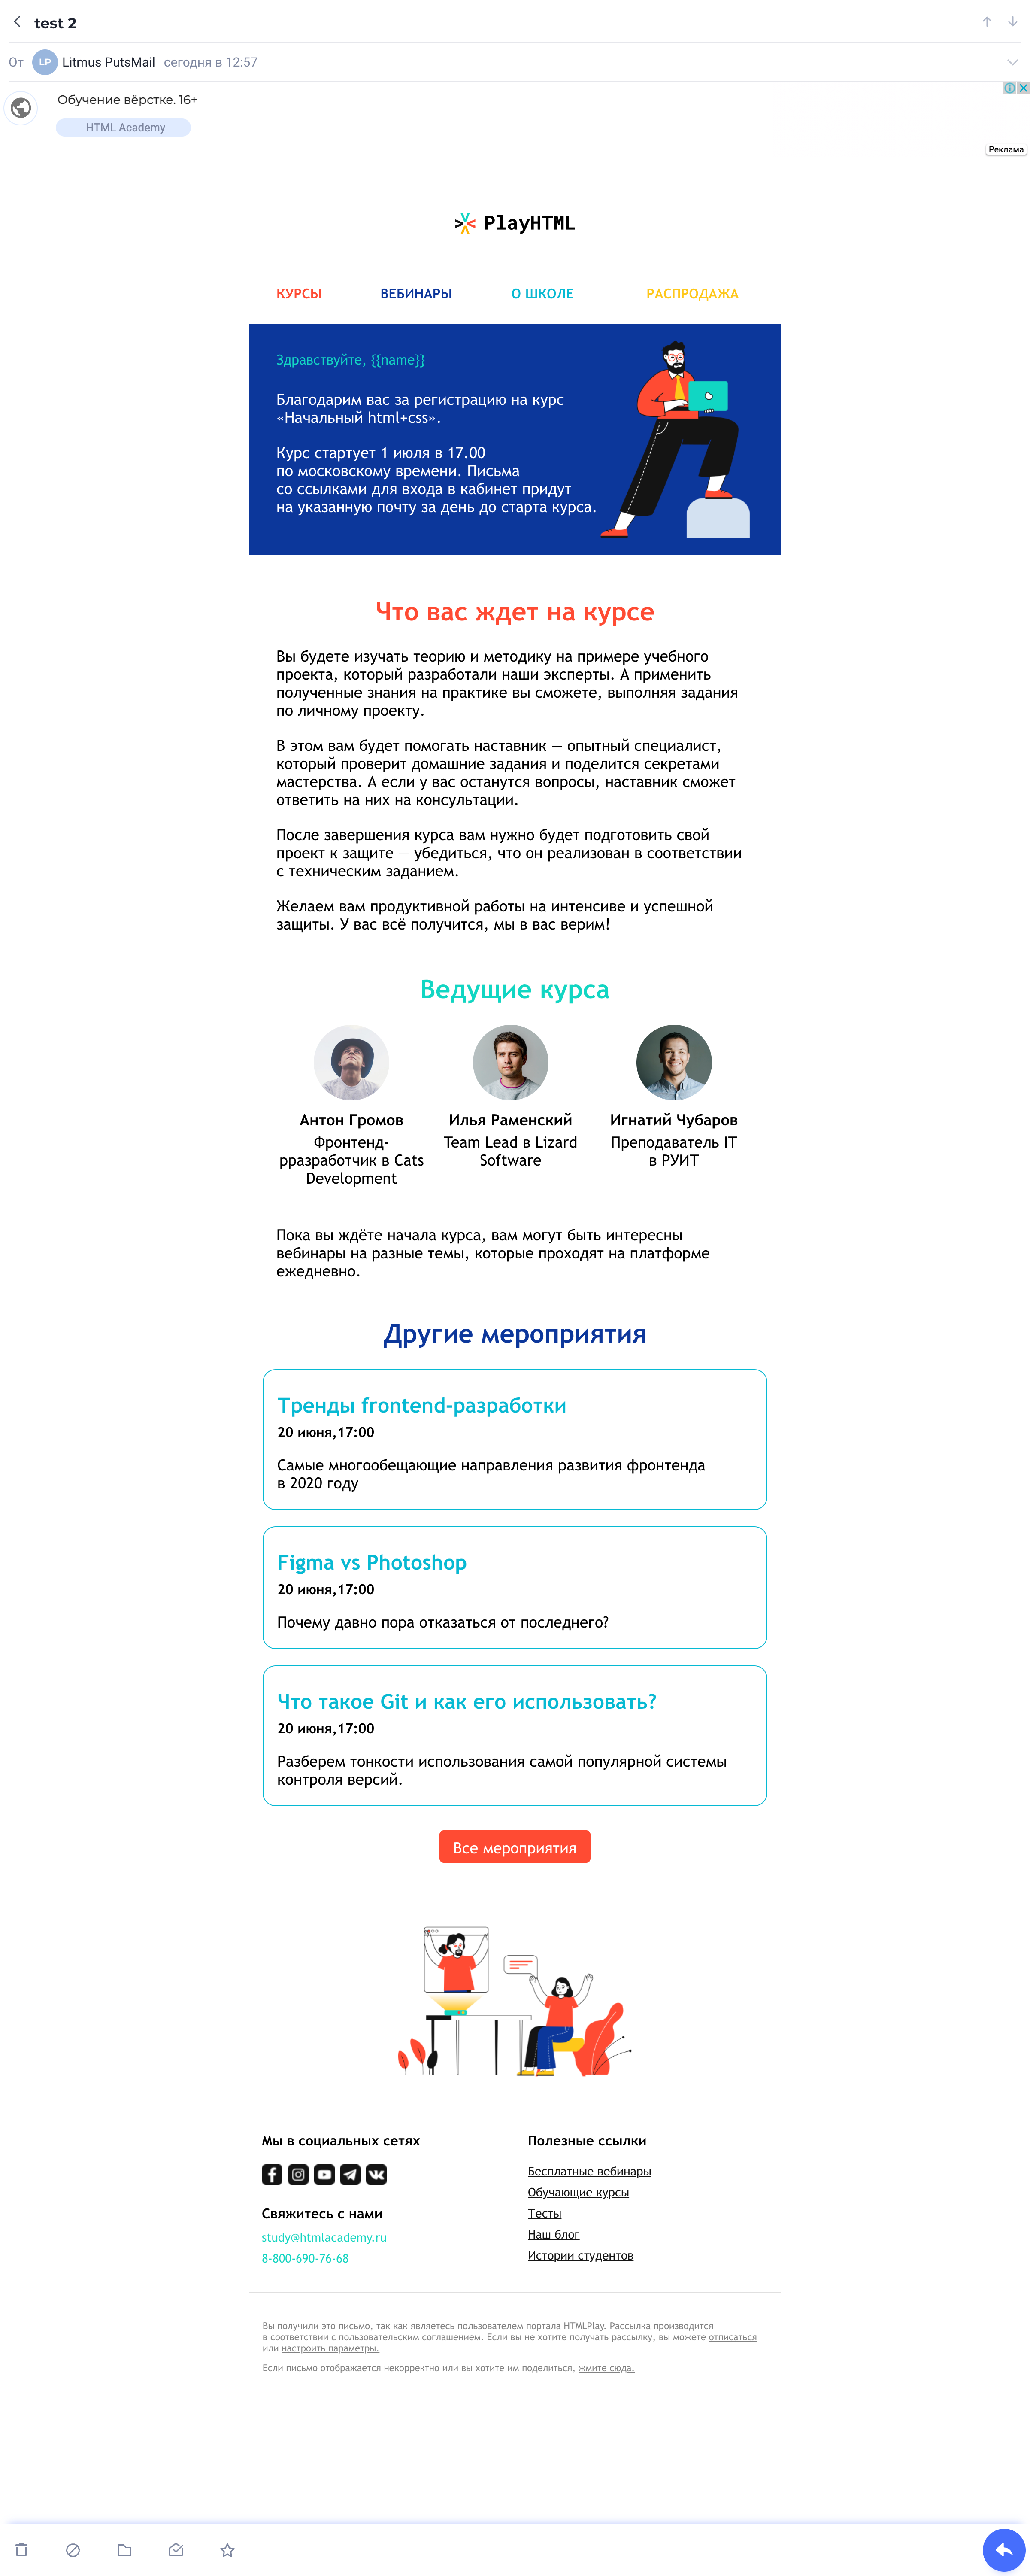 test 2
От LP Litmus PutsMail сегодня в 12:57
Обучение вёрстке. 16+
HTML Academy
Реклама
PlayHTML
КУРСЫ ВЕБИНАРЫ О ШКОЛЕ РАСПРОДАЖА
Здравствуйте, {{name}}
Благодарим вас за регистрацию на курс
«Начальный html+css».
Курс стартует 1 июля в 17.00
по московскому времени. Письма
со ссылками для входа в кабинет придут
на указанную почту за день до старта курса.
Что вас ждет на курсе
Вы будете изучать теорию и методику на примере учебного
проекта, который разработали наши эксперты. А применить
полученные знания на практике вы сможете, выполняя задания
по личному проекту.
В этом вам будет помогать наставник — опытный специалист,
который проверит домашние задания и поделится секретами
мастерства. А если у вас останутся вопросы, наставник сможет
ответить на них на консультации.
После завершения курса вам нужно будет подготовить свой
проект к защите — убедиться, что он реализован в соответствии
с техническим заданием.
Желаем вам продуктивной работы на интенсиве и успешной
защиты. У вас всё получится, мы в вас верим!
Ведущие курса
Антон Громов
Фронтенд-
рразработчик в Cats
Development
Илья Раменский
Team Lead в Lizard
Software
Игнатий Чубаров
Преподаватель IT
в РУИТ
Пока вы ждёте начала курса, вам могут быть интересны
вебинары на разные темы, которые проходят на платформе
ежедневно.
Другие мероприятия
Тренды frontend-разработки
20 июня,17:00
Самые многообещающие направления развития фронтенда
в 2020 году
Figma vs Photoshop
20 июня,17:00
Почему давно пора отказаться от последнего?
Что такое Git и как его использовать?
20 июня,17:00
Разберем тонкости использования самой популярной системы
контроля версий.
Все мероприятия
Мы в социальных сетях
Свяжитесь с нами
study@htmlacademy.ru
8-800-690-76-68
Полезные ссылки
Бесплатные вебинары
Обучающие курсы
Тесты
Наш блог
Истории студентов
Вы получили это письмо, так как являетесь пользователем портала HTMLPlay. Рассылка производится
в соответствии с пользовательским соглашением. Если вы не хотите получать рассылку, вы можете отписаться
или настроить параметры.
Если письмо отображается некорректно или вы хотите им поделиться, жмите сюда.